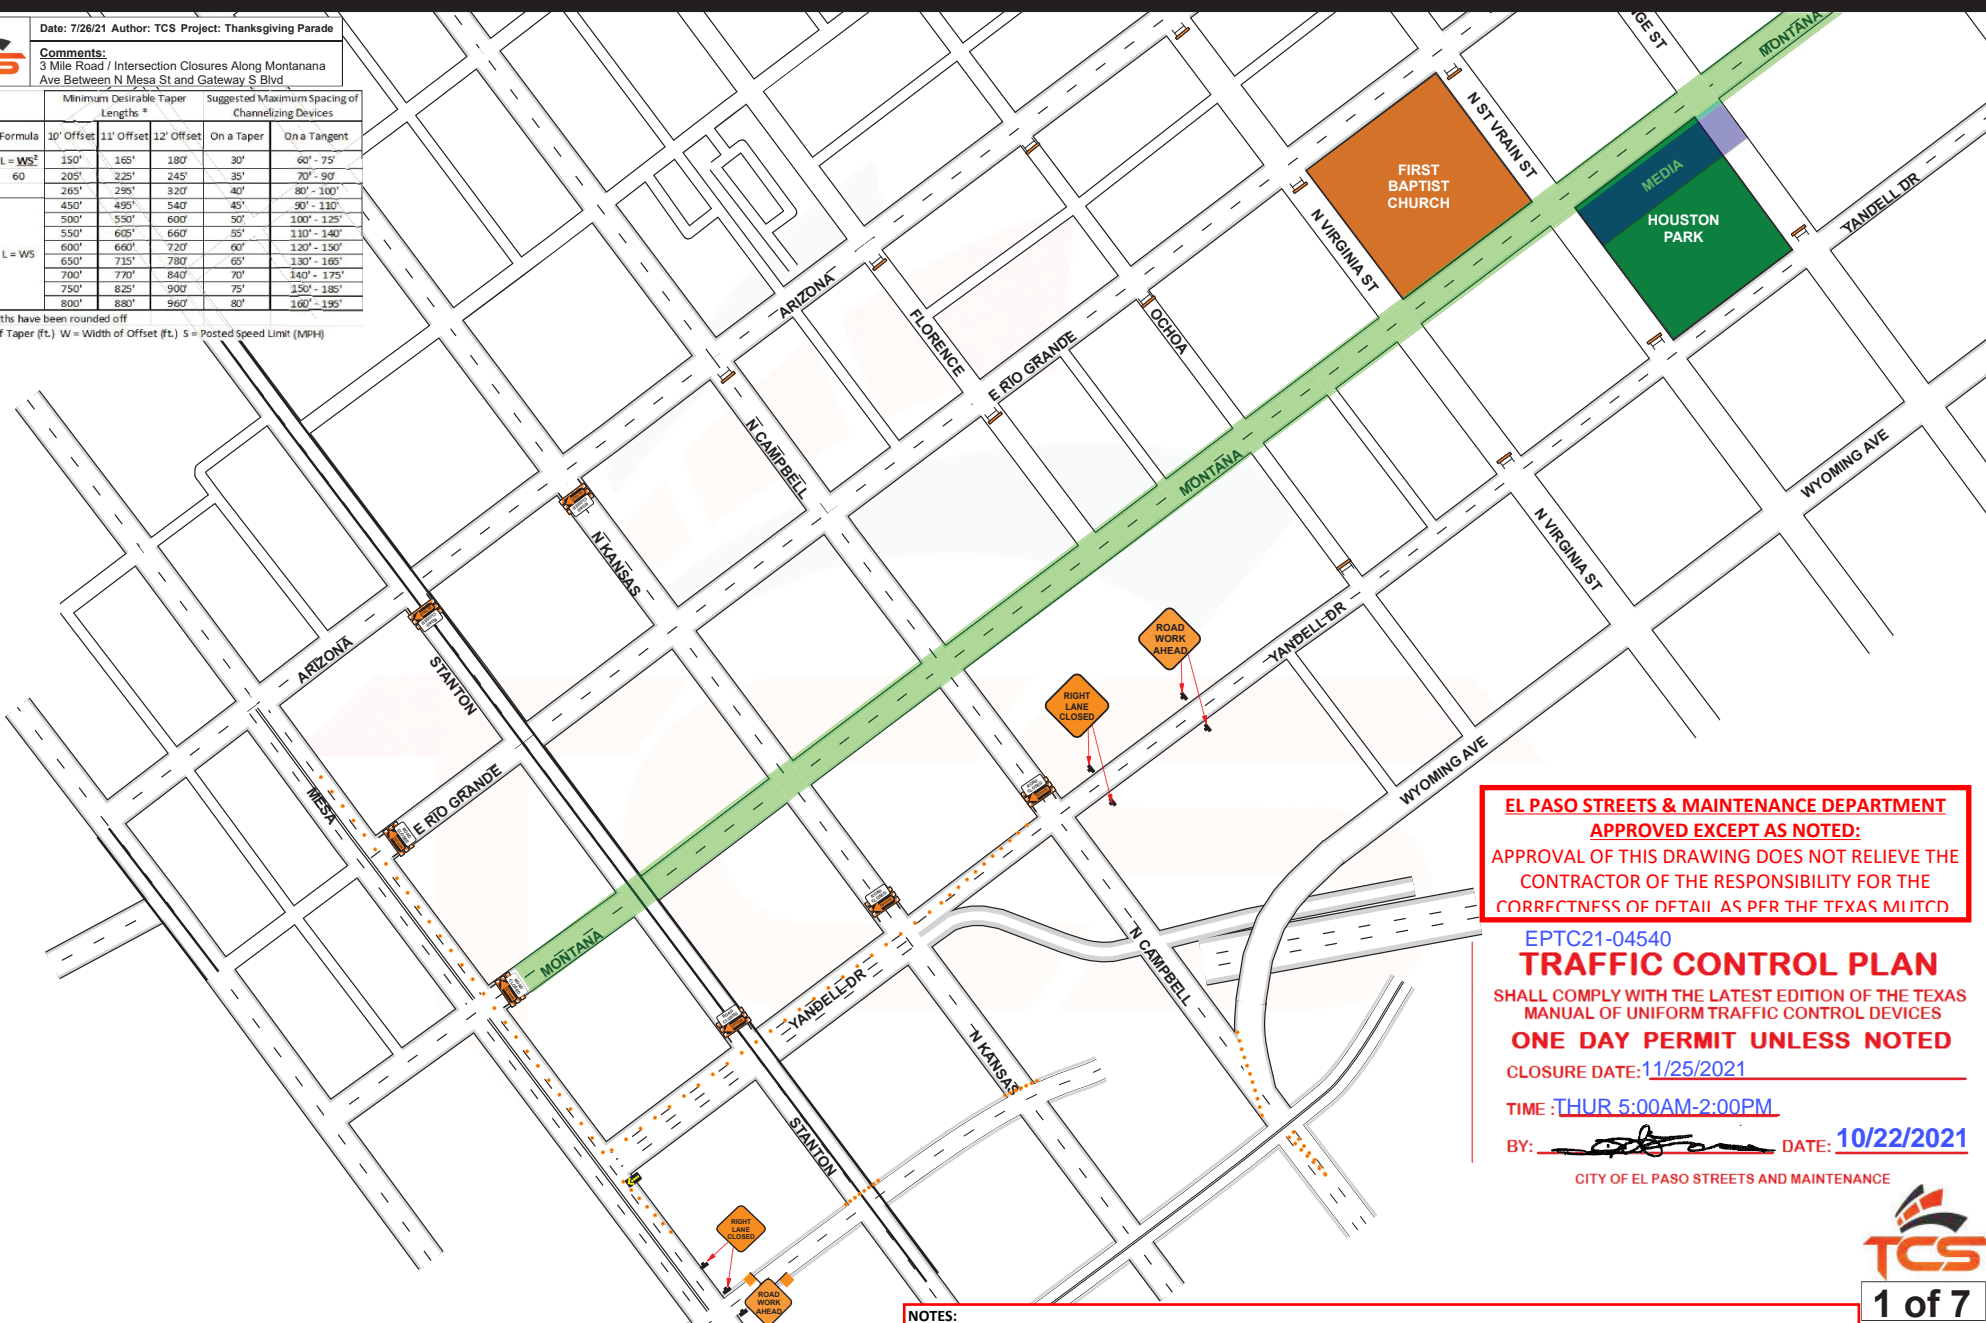 Date: 7/26/21 Author: TCS Project: Thanksgiving Parade
Comments:
3 Mile Road / Intersection Closures Along Montanana
Ave Between N Mesa St and Gateway S Blvd
Minimum Desirable Taper Lengths *
Suggested Maximum Spacing of Channelizing Devices
Formula 10' Offset 11' Offset 12' Offset On a Taper On a Tangent
L = WS² 150' 165' 180' 30' 60' - 75'
60 205' 225' 245' 35' 70' - 90'
265' 295' 320' 40' 80' - 100'
450' 495' 540' 45' 90' - 110'
500' 550' 600' 50' 100' - 125'
550' 605' 660' 55' 110' - 140'
L = WS 600' 660' 720' 60' 120' - 150'
650' 715' 780' 65' 130' - 165'
700' 770' 840' 70' 140' - 175'
750' 825' 900' 75' 150' - 185'
800' 880' 960' 80' 160' - 195'
ths have been rounded off
f Taper (ft.) W = Width of Offset (ft.) S = Posted Speed Limit (MPH)
GE ST
MONTANA
N ST VRAIN ST
FIRST
BAPTIST
CHURCH
MEDIA
HOUSTON
PARK
YANDELL DR
N VIRGINIA ST
ARIZONA
FLORENCE
OCHOA
E RIO GRANDE
N CAMPBELL
MONTANA
WYOMING AVE
N KANSAS
N VIRGINIA ST
ARIZONA
STANTON
ROAD
WORK
AHEAD
YANDELL DR
RIGHT
LANE
CLOSED
WYOMING AVE
MESA
E RIO GRANDE
ROAD
CLOSED
MONTANA
YANDELL DR
N CAMPBELL
N KANSAS
STANTON
RIGHT
LANE
CLOSED
ROAD
WORK
AHEAD
EL PASO STREETS & MAINTENANCE DEPARTMENT
APPROVED EXCEPT AS NOTED:
APPROVAL OF THIS DRAWING DOES NOT RELIEVE THE
CONTRACTOR OF THE RESPONSIBILITY FOR THE
CORRECTNESS OF DETAIL AS PER THE TEXAS MUTCD.
EPTC21-04540
TRAFFIC CONTROL PLAN
SHALL COMPLY WITH THE LATEST EDITION OF THE TEXAS
MANUAL OF UNIFORM TRAFFIC CONTROL DEVICES
ONE DAY PERMIT UNLESS NOTED
CLOSURE DATE: 11/25/2021
TIME : THUR 5:00AM-2:00PM
BY: DATE: 10/22/2021
CITY OF EL PASO STREETS AND MAINTENANCE
TCS
1 of 7
NOTES: